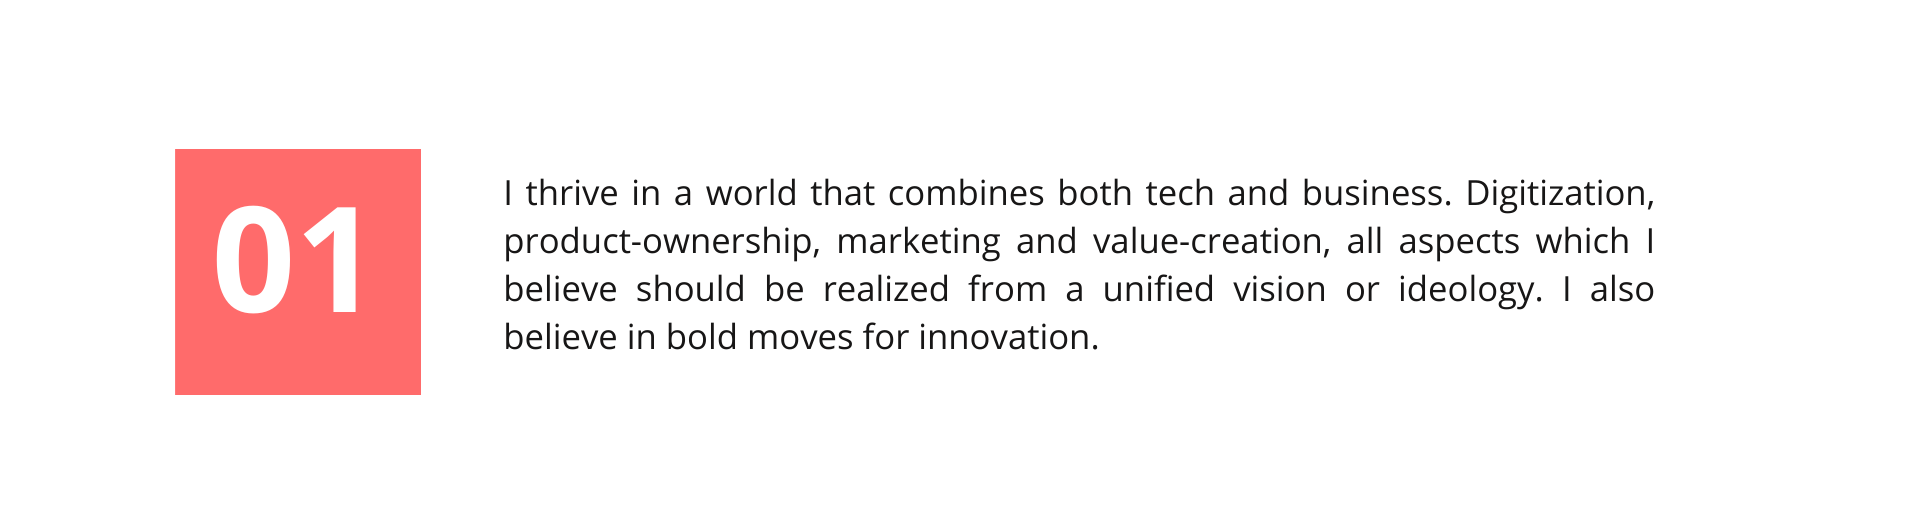 01
I thrive in a world that combines both tech and business. Digitization,
product-ownership, marketing and value-creation, all aspects which I
believe should be realized from a unified vision or ideology. I also
believe in bold moves for innovation.